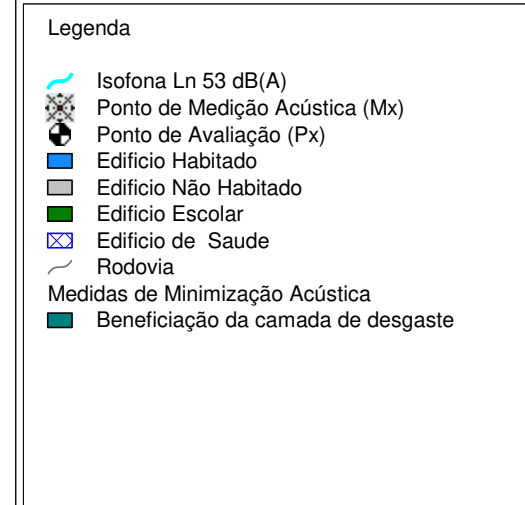 Legenda
Isofona Ln 53 dB(A)
Ponto de Medição Acústica (Mx)
Ponto de Avaliação (Px)
Edificio Habitado
Edificio Não Habitado
Edificio Escolar
Edificio de Saude
Rodovia
Medidas de Minimização Acústica
Beneficiação da camada de desgaste